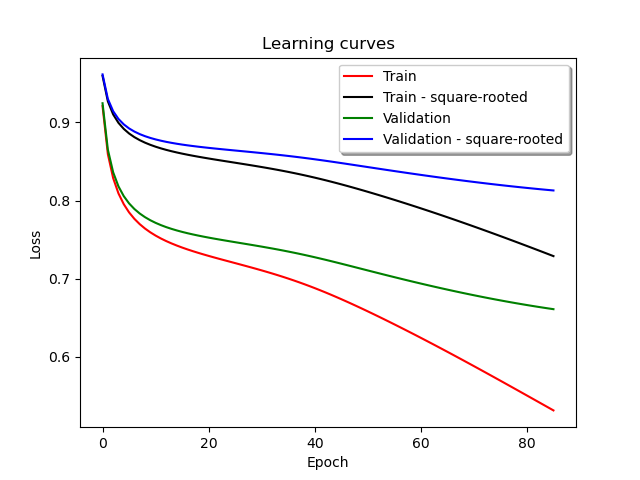 Learning curves
Train
Train - square-rooted
Validation
Validation - square-rooted
0.9
0.8
0.7
0.6
Loss
0 20 40 60 80
Epoch